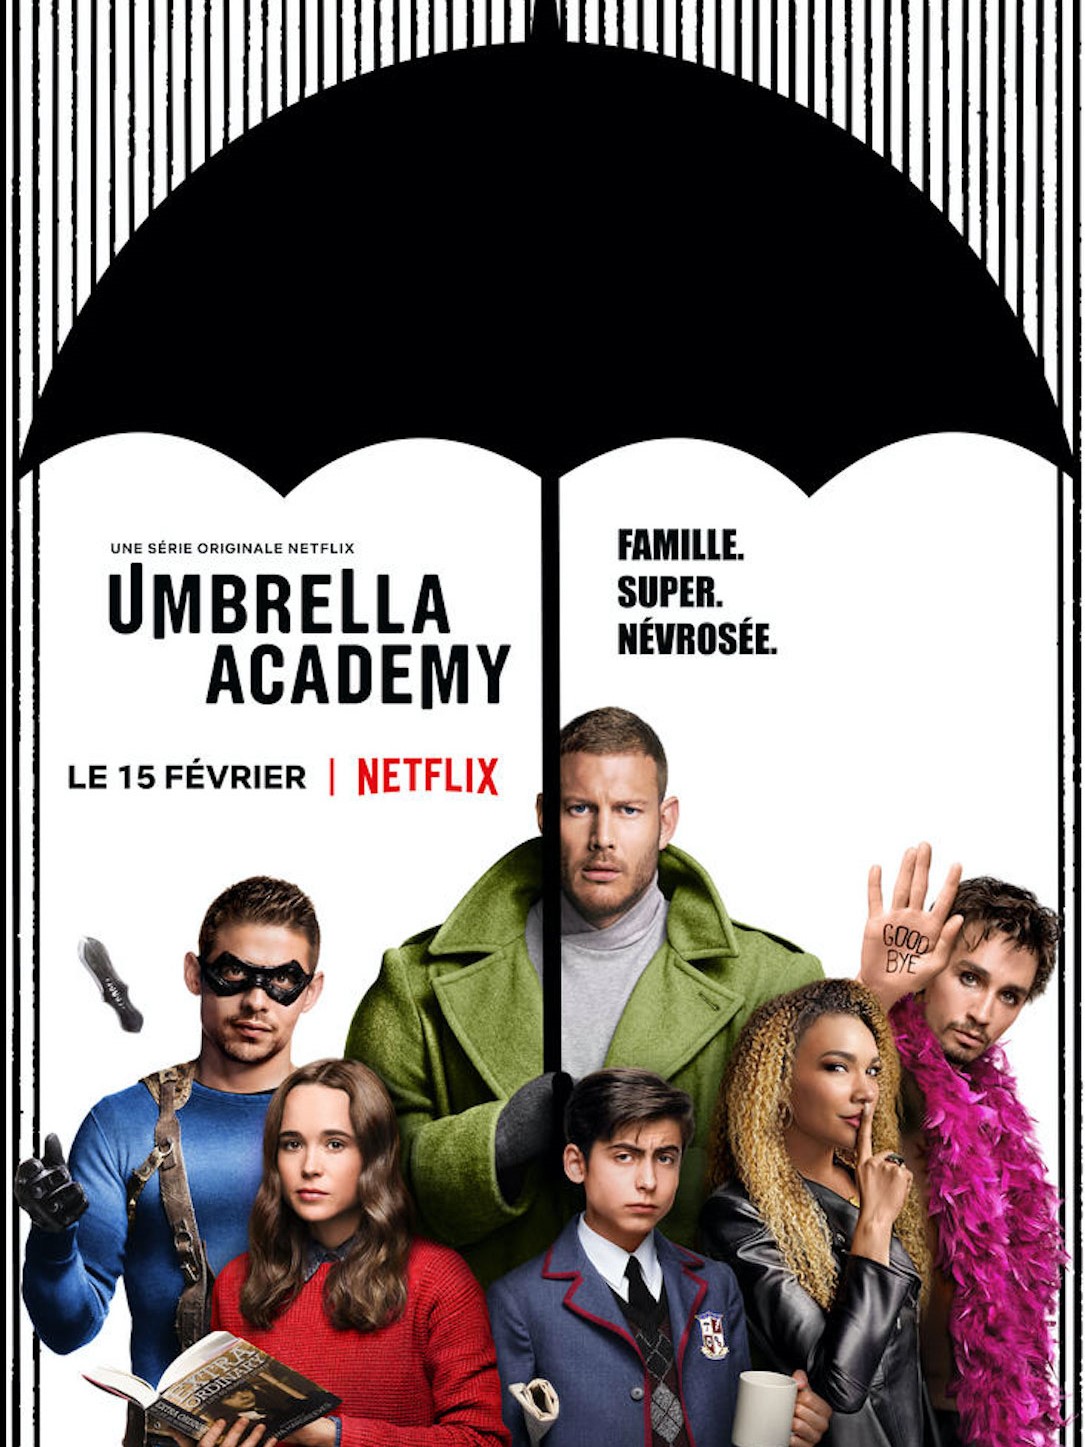 UNE SÉRIE ORIGINALE NETFLIX
UMBRELLA
ACADEMY
FAMILLE.
SUPER.
NÉVROSÉE.
LE 15 FÉVRIER | NETFLIX
GOOD
BYE
EXTRA
ORDINARY